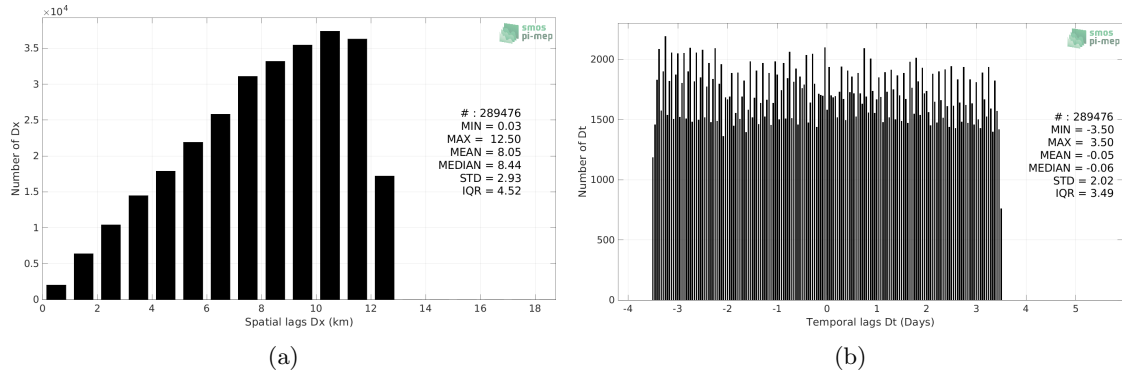 ×10^4
3.5
3
2.5
2
1.5
1
0.5
0
Number of Dx
smos
pi-mep
# : 289476
MIN = 0.03
MAX = 12.50
MEAN = 8.05
MEDIAN = 8.44
STD = 2.93
IQR = 4.52
0 2 4 6 8 10 12 14 16 18
Spatial lags Dx (km)
(a)
2000
1500
1000
500
0
Number of Dt
smos
pi-mep
# : 289476
MIN = -3.50
MAX = 3.50
MEAN = -0.05
MEDIAN = -0.06
STD = 2.02
IQR = 3.49
-4 -3 -2 -1 0 1 2 3 4 5
Temporal lags Dt (Days)
(b)